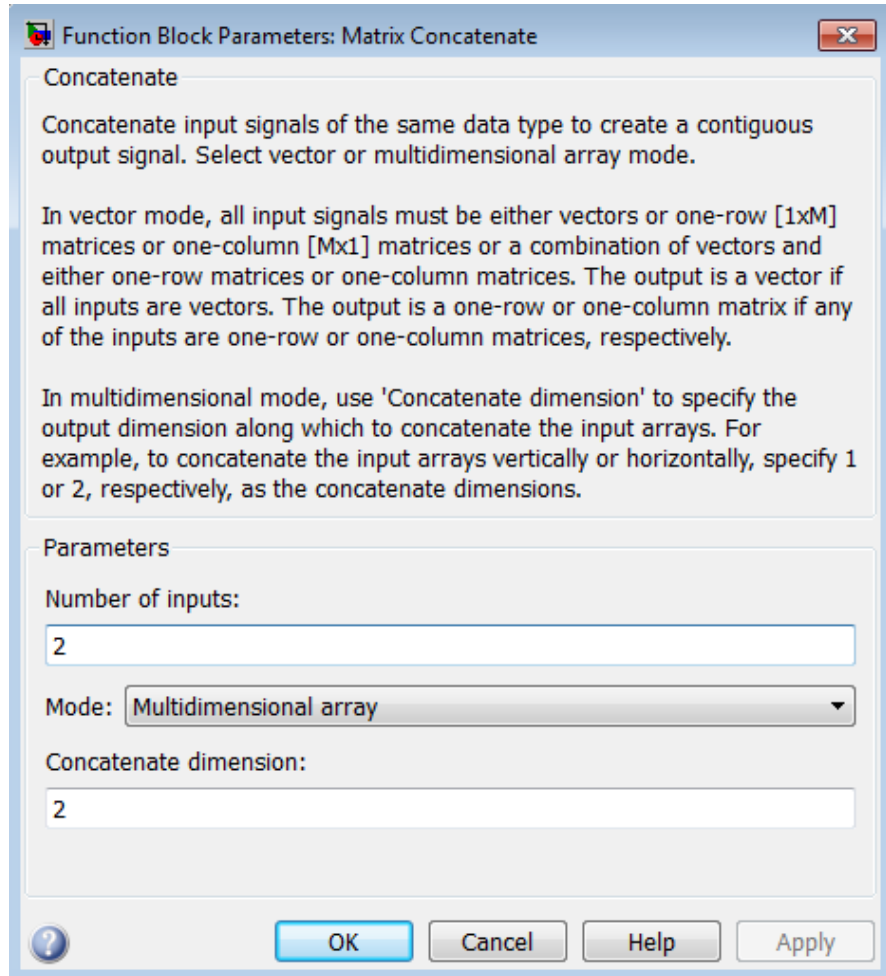 Function Block Parameters: Matrix Concatenate
Concatenate
Concatenate input signals of the same data type to create a contiguous
output signal. Select vector or multidimensional array mode.
In vector mode, all input signals must be either vectors or one-row [1xM]
matrices or one-column [Mx1] matrices or a combination of vectors and
either one-row matrices or one-column matrices. The output is a vector if
all inputs are vectors. The output is a one-row or one-column matrix if any
of the inputs are one-row or one-column matrices, respectively.
In multidimensional mode, use 'Concatenate dimension' to specify the
output dimension along which to concatenate the input arrays. For
example, to concatenate the input arrays vertically or horizontally, specify 1
or 2, respectively, as the concatenate dimensions.
Parameters
Number of inputs:
2
Mode: Multidimensional array
Concatenate dimension:
2
? OK Cancel Help Apply